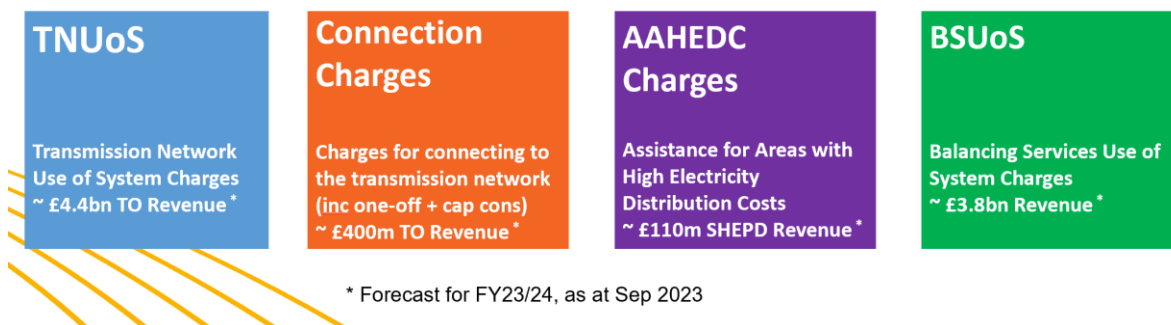 TNUoS
Transmission Network
Use of System Charges
~ £4.4bn TO Revenue *
Connection
Charges
Charges for connecting to
the transmission network
(inc one-off + cap cons)
~ £400m TO Revenue *
AAHEDC
Charges
Assistance for Areas with
High Electricity
Distribution Costs
~ £110m SHEPD Revenue *
BSUoS
Balancing Services Use of
System Charges
~ £3.8bn Revenue *
* Forecast for FY23/24, as at Sep 2023